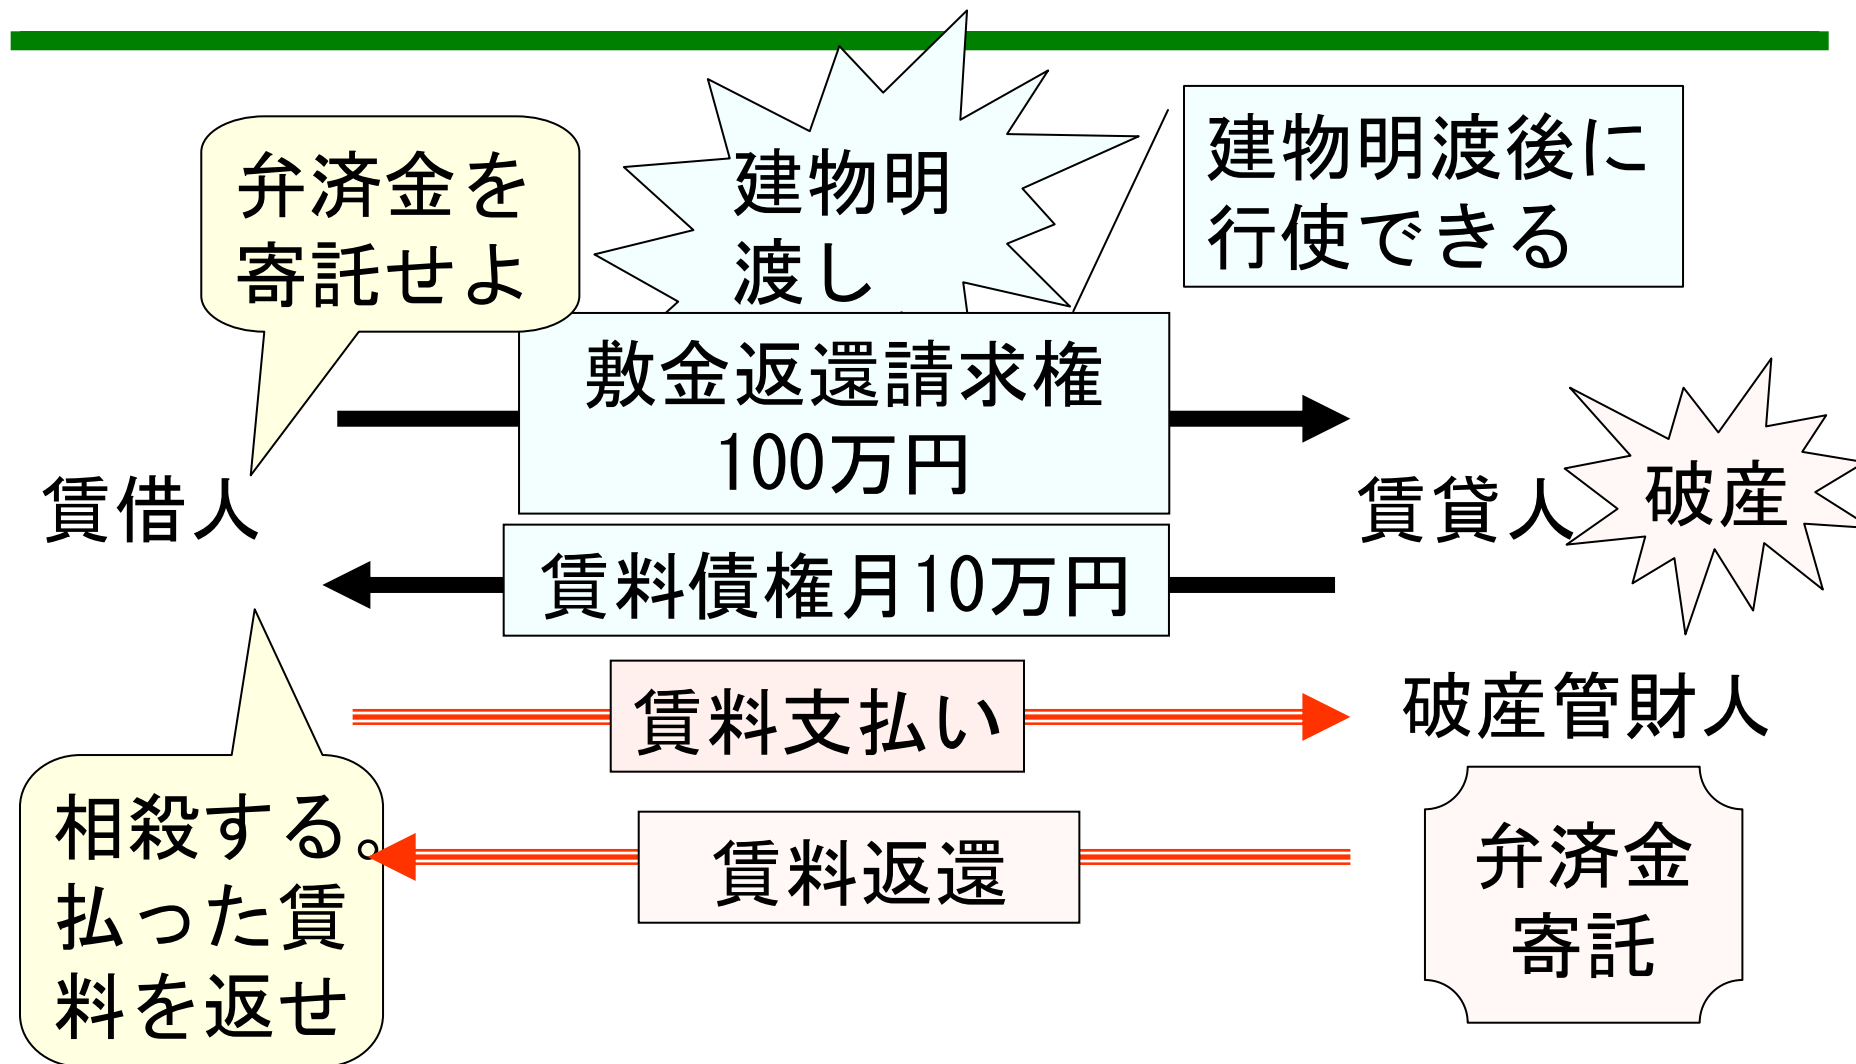 弁済金を
寄託せよ
建物明
渡し
建物明渡後に
行使できる
敷金返還請求権
100万円
賃借人
賃貸人
破産
賃料債権月10万円
賃料支払い
破産管財人
相殺する。
払った賃
料を返せ
賃料返還
弁済金
寄託